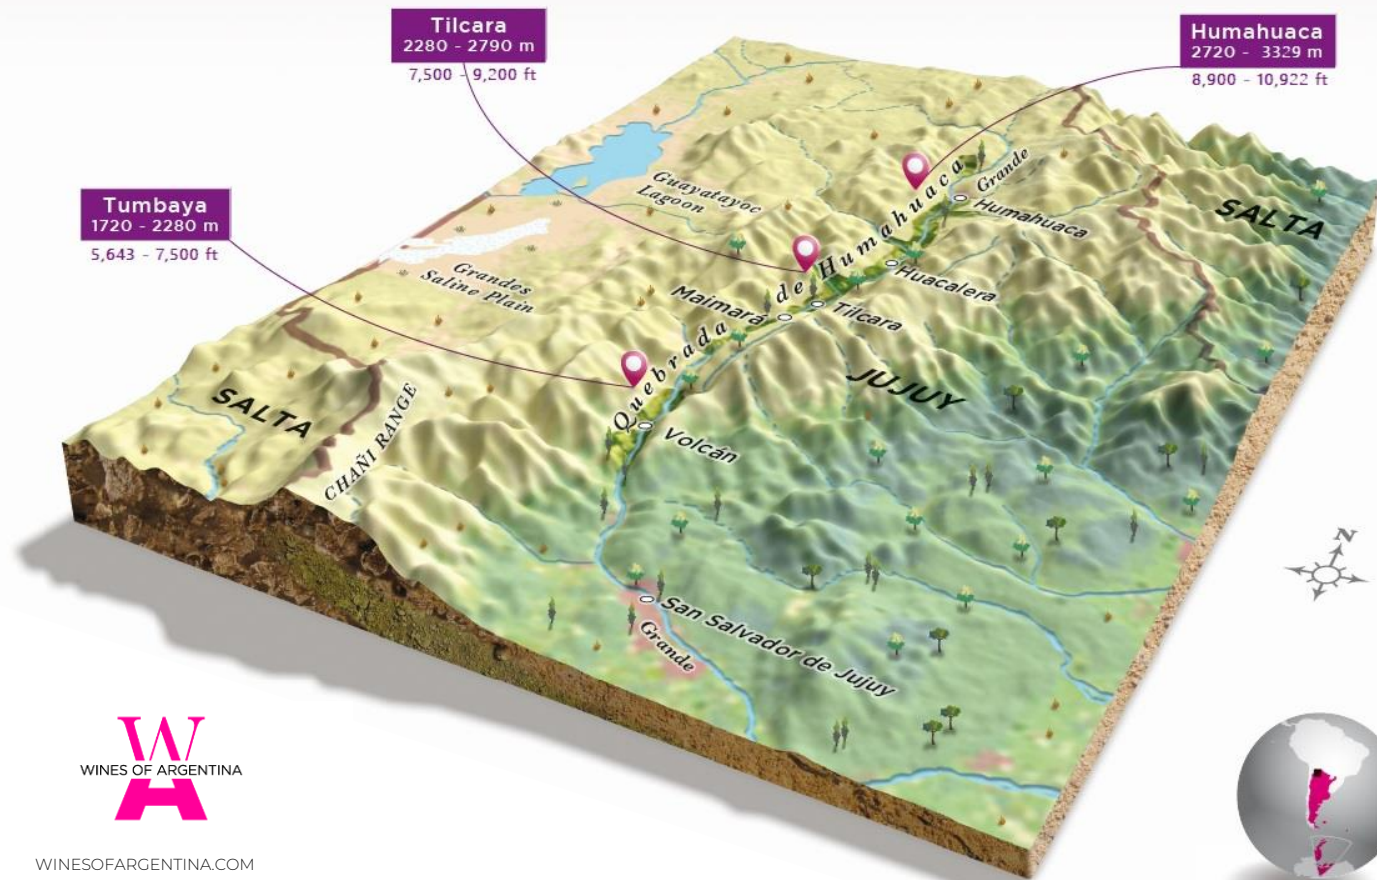 Tilcara
2280 - 2790 m
7,500 - 9,200 ft
Humahuaca
2720 - 3329 m
8,900 - 10,922 ft
Tumbaya
1720 - 2280 m
5,643 - 7,500 ft
Guayatayoc
Lagoon
Grandes
Saline Plain
Quebrada de Humahuaca
Grande
Humahuaca
Huacalera
Tilcara
Maimará
Volcán
SALTA
JUJUY
SALTA
CHAÑI RANGE
San Salvador de Jujuy
Grande
N
WA
WINES OF ARGENTINA
WINESOFARGENTINA.COM